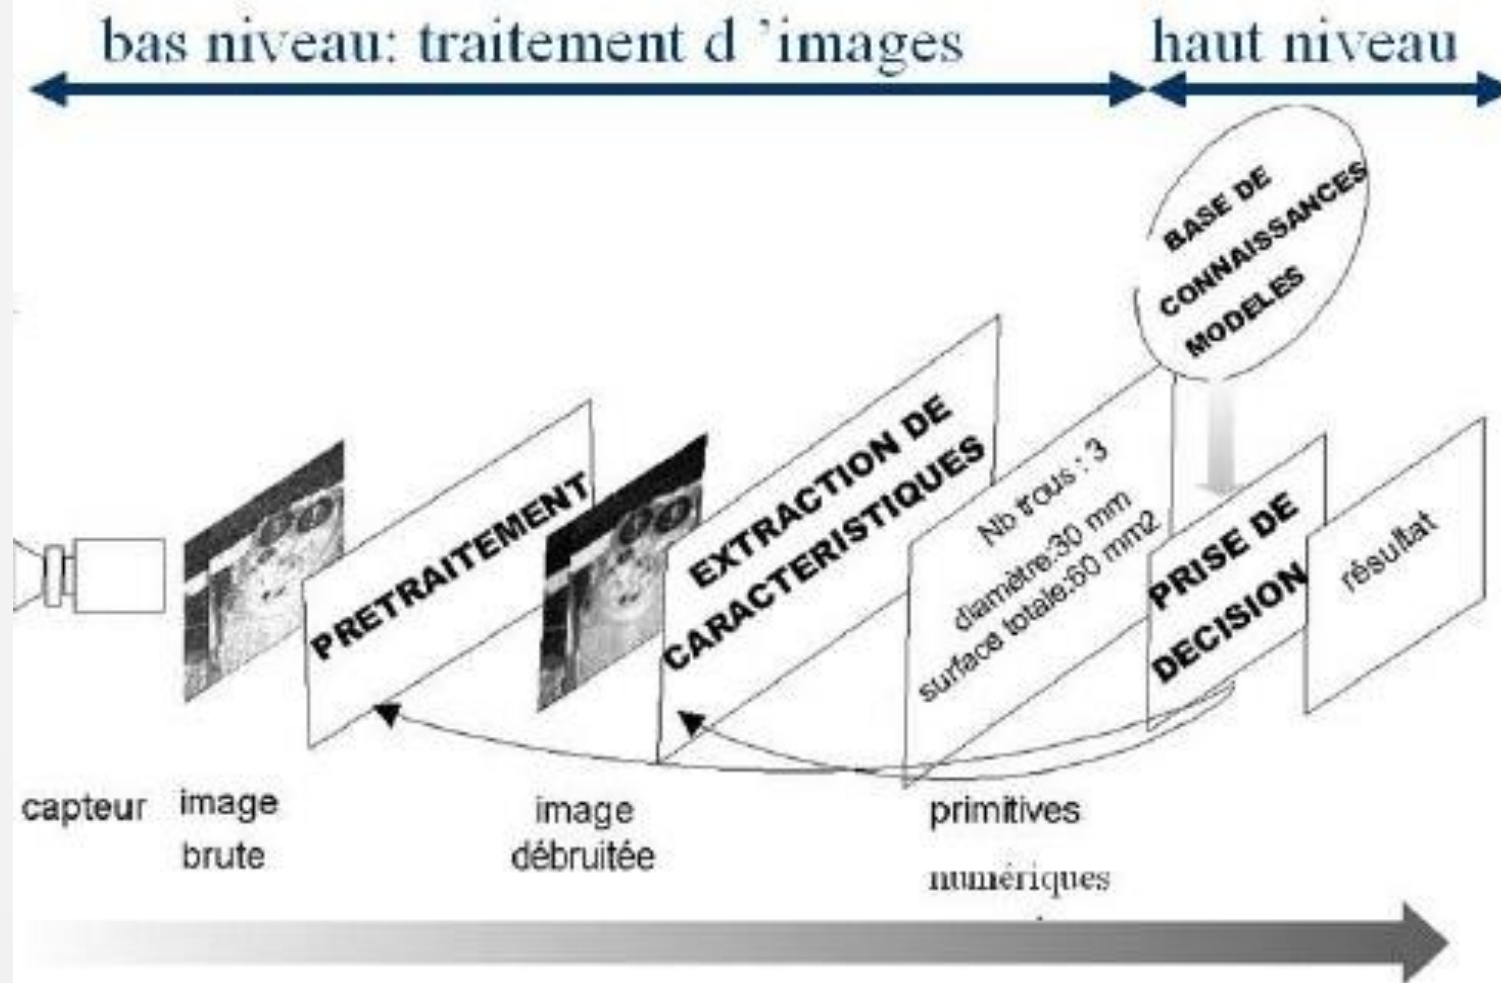 bas niveau: traitement d 'images
haut niveau
BASE DE
CONNAISSANCES
MODELES
PRETRAITEMENT
EXTRACTION DE
CARACTERISTIQUES
Nb trous : 3
diamètre:30 mm
surface totale:60 mm2
PRISE DE
DECISION
résultat
capteur
image
brute
image
débruitée
primitives
numériques